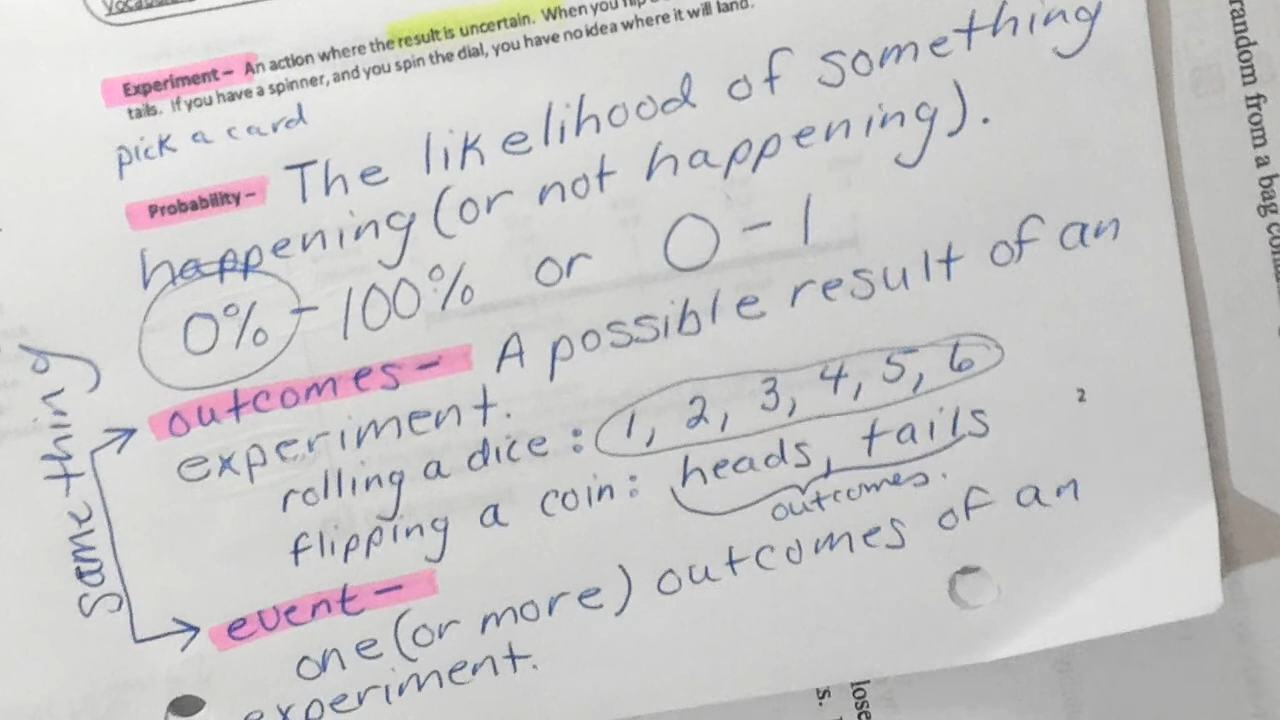 Experiment – An action where the result is uncertain. When you
tails. If you have a spinner, and you spin the dial, you have no idea where it will land.
pick a card
Probability – The likelihood of something
happening (or not happening).
0% - 100% or 0 - 1
outcomes - A possible result of an
experiment.
rolling a dice : 1, 2, 3, 4, 5, 6
flipping a coin : heads, tails
outcomes.
2
event -
one (or more) outcomes of an
experiment.
Same thing
random from a bag
lose
s.